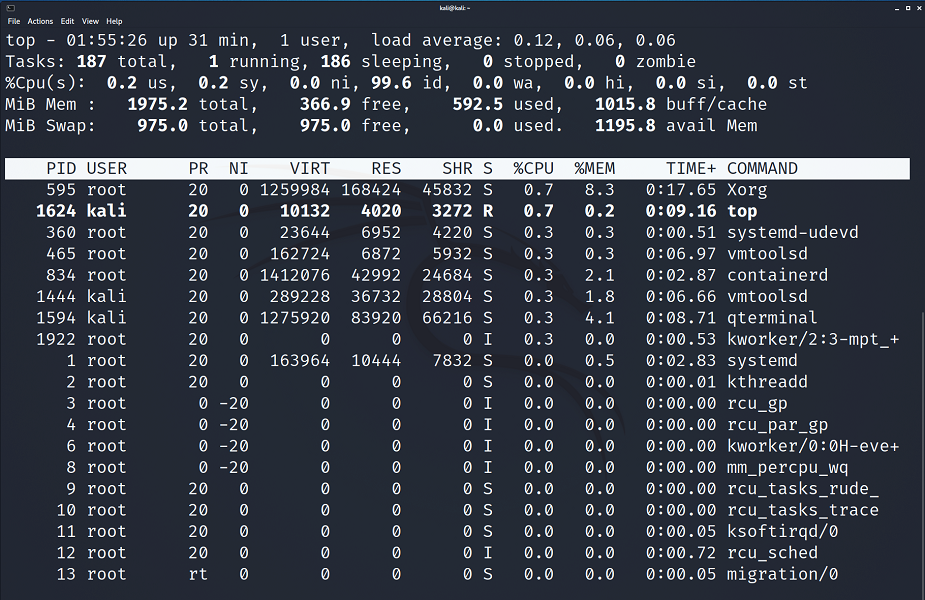 kali@kali: ~
File Actions Edit View Help
top - 01:55:26 up 31 min,  1 user,  load average: 0.12, 0.06, 0.06
Tasks: 187 total,   1 running, 186 sleeping,   0 stopped,   0 zombie
%Cpu(s):  0.2 us,  0.2 sy,  0.0 ni, 99.6 id,  0.0 wa,  0.0 hi,  0.0 si,  0.0 st
MiB Mem :   1975.2 total,    366.9 free,    592.5 used,   1015.8 buff/cache
MiB Swap:    975.0 total,    975.0 free,      0.0 used.   1195.8 avail Mem
PID USER PR NI VIRT RES SHR S %CPU %MEM TIME+ COMMAND
595 root 20 0 1259984 168424 45832 S 0.7 8.3 0:17.65 Xorg
1624 kali 20 0 10132 4020 3272 R 0.7 0.2 0:09.16 top
360 root 20 0 23644 6952 4220 S 0.3 0.3 0:00.51 systemd-udevd
465 root 20 0 162724 6872 5932 S 0.3 0.3 0:06.97 vmtoolsd
834 root 20 0 1412076 42992 24684 S 0.3 2.1 0:02.87 containerd
1444 kali 20 0 289228 36732 28804 S 0.3 1.8 0:06.66 vmtoolsd
1594 kali 20 0 1275920 83920 66216 S 0.3 4.1 0:08.71 qterminal
1922 root 20 0 0 0 0 I 0.3 0.0 0:00.53 kworker/2:3-mpt_+
1 root 20 0 163964 10444 7832 S 0.0 0.5 0:02.83 systemd
2 root 20 0 0 0 0 S 0.0 0.0 0:00.01 kthreadd
3 root 0 -20 0 0 0 I 0.0 0.0 0:00.00 rcu_gp
4 root 0 -20 0 0 0 I 0.0 0.0 0:00.00 rcu_par_gp
6 root 0 -20 0 0 0 I 0.0 0.0 0:00.00 kworker/0:0H-eve+
8 root 0 -20 0 0 0 I 0.0 0.0 0:00.00 mm_percpu_wq
9 root 20 0 0 0 0 S 0.0 0.0 0:00.00 rcu_tasks_rude_
10 root 20 0 0 0 0 S 0.0 0.0 0:00.00 rcu_tasks_trace
11 root 20 0 0 0 0 S 0.0 0.0 0:00.05 ksoftirqd/0
12 root 20 0 0 0 0 I 0.0 0.0 0:00.72 rcu_sched
13 root rt 0 0 0 0 S 0.0 0.0 0:00.05 migration/0